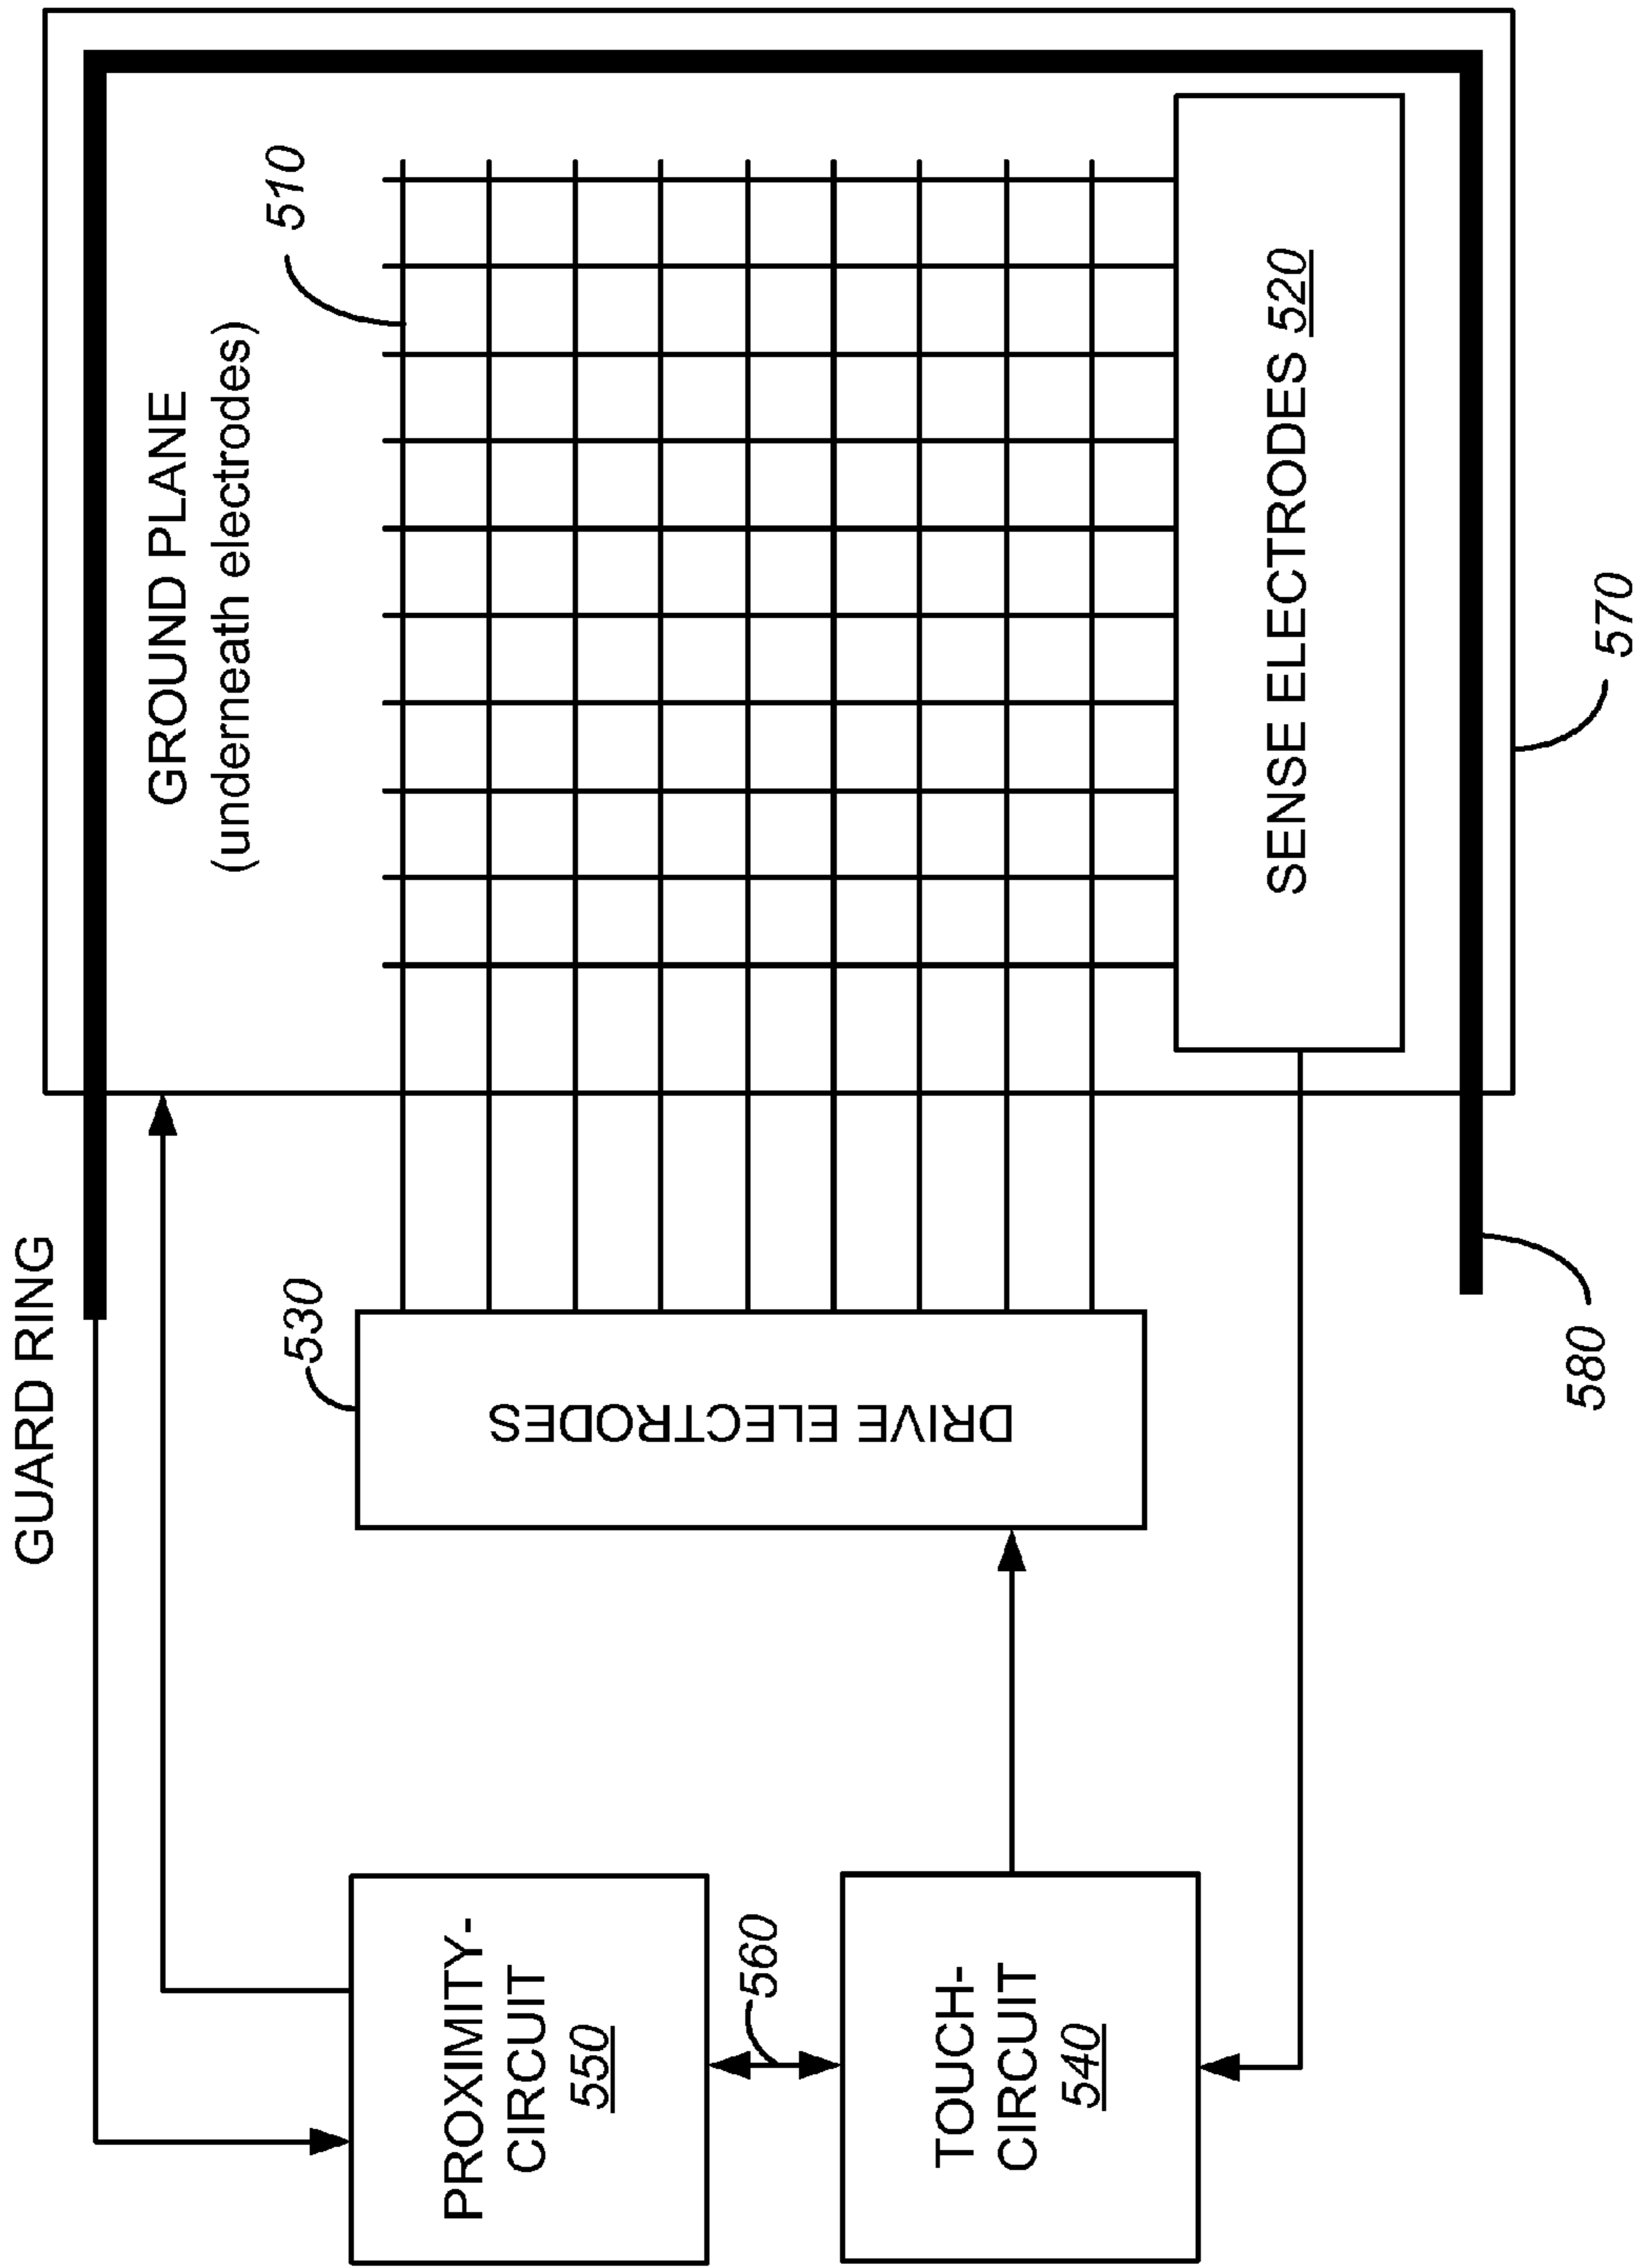 GUARD RING
GROUND PLANE
(underneath electrodes)
510
530
DRIVE ELECTRODES
SENSE ELECTRODES 520
PROXIMITY-
CIRCUIT
550
560
TOUCH-
CIRCUIT
540
570
580